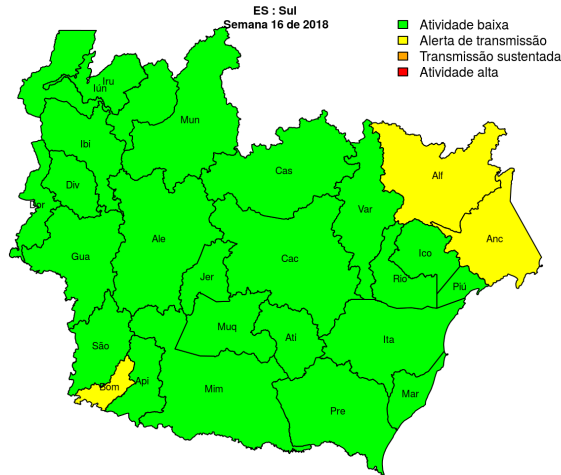 ES : Sul
Semana 16 de 2018
Atividade baixa
Alerta de transmissão
Transmissão sustentada
Atividade alta
Iru
Iún
Mun
Ibi
Cas
Alf
Div
Dor
Var
Ale
Anc
Gua
Cac
Ico
Jer
Rio
Piú
Muq
Ati
Ita
São
Bom
Api
Mim
Mar
Pre